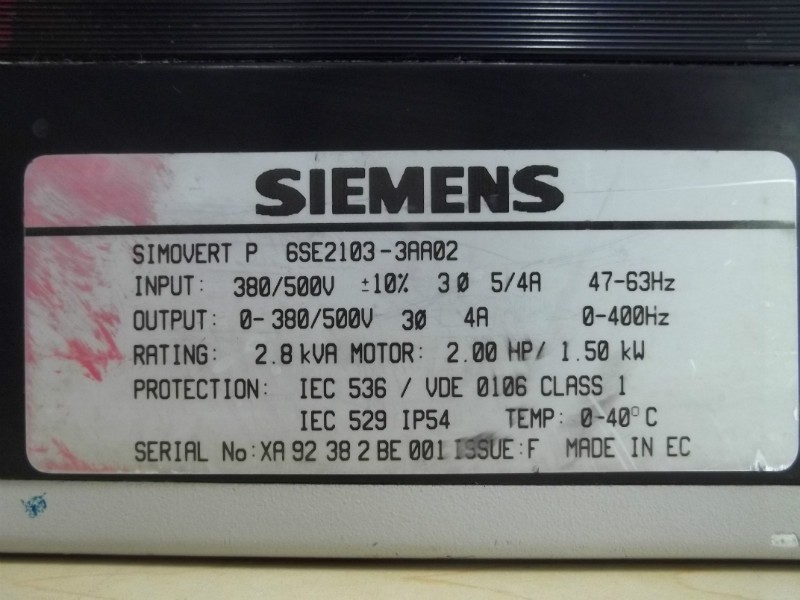 SIEMENS
SIMOVERT P 6SE2103-3AA02
INPUT: 380/500V ±10% 3Ø 5/4A 47-63Hz
OUTPUT: 0-380/500V 3Ø 4A 0-400Hz
RATING: 2.8 kVA MOTOR: 2.00 HP/ 1.50 kW
PROTECTION: IEC 536 / VDE 0106 CLASS 1
IEC 529 IP54 TEMP: 0-40°C
SERIAL No:XA 92 38 2 BE 001 ISSUE:F MADE IN EC